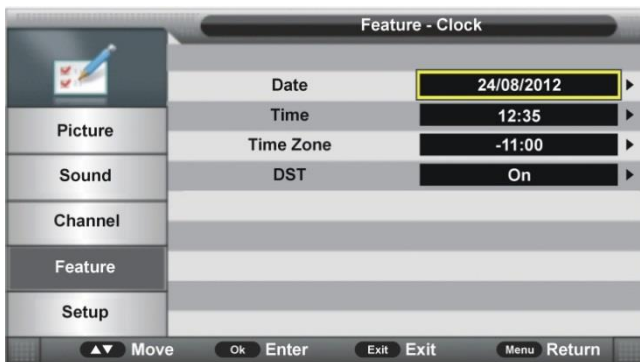 Feature - Clock
Date 24/08/2012
Time 12:35
Time Zone -11:00
DST On
Picture
Sound
Channel
Feature
Setup
Move Ok Enter Exit Exit Menu Return